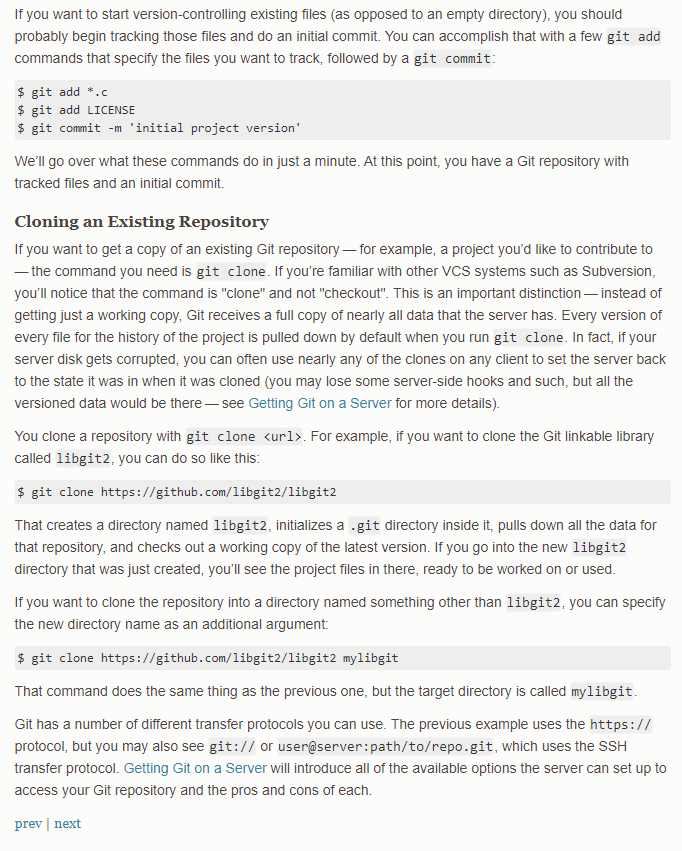 If you want to start version-controlling existing files (as opposed to an empty directory), you should
probably begin tracking those files and do an initial commit. You can accomplish that with a few git add
commands that specify the files you want to track, followed by a git commit:
$ git add *.c
$ git add LICENSE
$ git commit -m 'initial project version'
We’ll go over what these commands do in just a minute. At this point, you have a Git repository with
tracked files and an initial commit.
Cloning an Existing Repository
If you want to get a copy of an existing Git repository — for example, a project you’d like to contribute to
— the command you need is git clone. If you’re familiar with other VCS systems such as Subversion,
you’ll notice that the command is "clone" and not "checkout". This is an important distinction — instead of
getting just a working copy, Git receives a full copy of nearly all data that the server has. Every version of
every file for the history of the project is pulled down by default when you run git clone. In fact, if your
server disk gets corrupted, you can often use nearly any of the clones on any client to set the server back
to the state it was in when it was cloned (you may lose some server-side hooks and such, but all the
versioned data would be there — see Getting Git on a Server for more details).
You clone a repository with git clone <url>. For example, if you want to clone the Git linkable library
called libgit2, you can do so like this:
$ git clone https://github.com/libgit2/libgit2
That creates a directory named libgit2, initializes a .git directory inside it, pulls down all the data for
that repository, and checks out a working copy of the latest version. If you go into the new libgit2
directory that was just created, you’ll see the project files in there, ready to be worked on or used.
If you want to clone the repository into a directory named something other than libgit2, you can specify
the new directory name as an additional argument:
$ git clone https://github.com/libgit2/libgit2 mylibgit
That command does the same thing as the previous one, but the target directory is called mylibgit.
Git has a number of different transfer protocols you can use. The previous example uses the https://
protocol, but you may also see git:// or user@server:path/to/repo.git, which uses the SSH
transfer protocol. Getting Git on a Server will introduce all of the available options the server can set up to
access your Git repository and the pros and cons of each.
prev | next